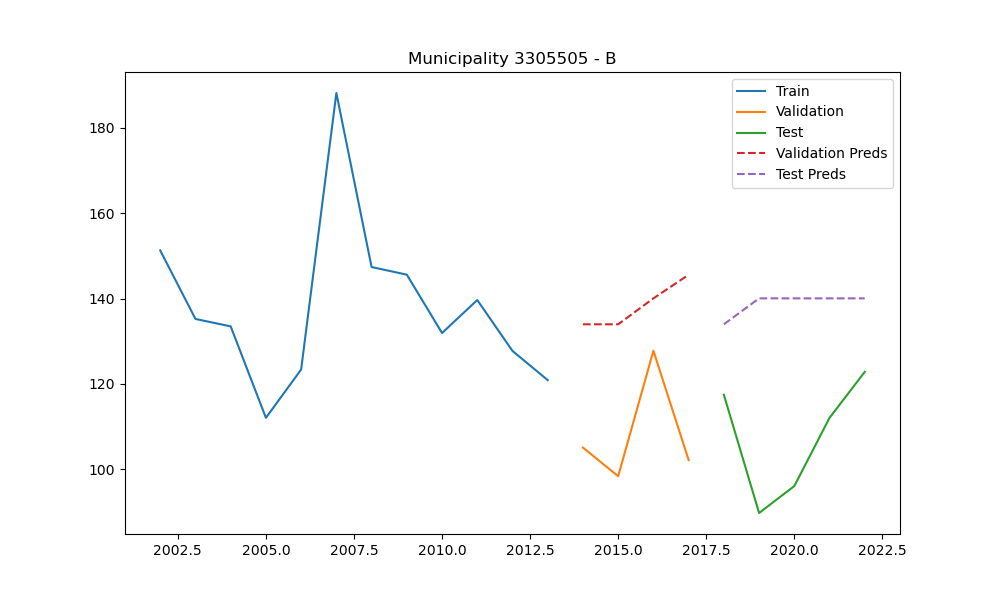 Municipality 3305505 - B
Train
Validation
Test
Validation Preds
Test Preds
180
160
140
120
100
2002.5 2005.0 2007.5 2010.0 2012.5 2015.0 2017.5 2020.0 2022.5